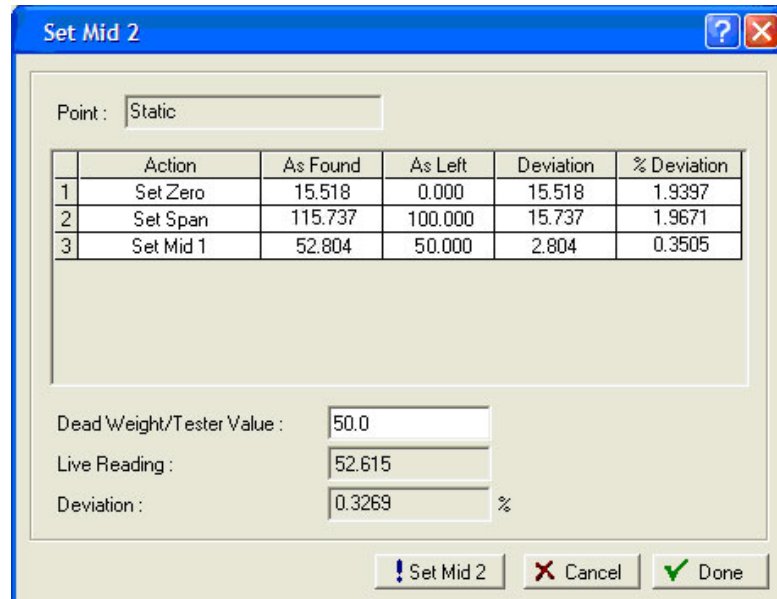 Set Mid 2
Point : Static
Action As Found As Left Deviation % Deviation
1 Set Zero 15.518 0.000 15.518 1.9397
2 Set Span 115.737 100.000 15.737 1.9671
3 Set Mid 1 52.804 50.000 2.804 0.3505
Dead Weight/Tester Value : 50.0
Live Reading : 52.615
Deviation : 0.3269 %
! Set Mid 2 Cancel Done